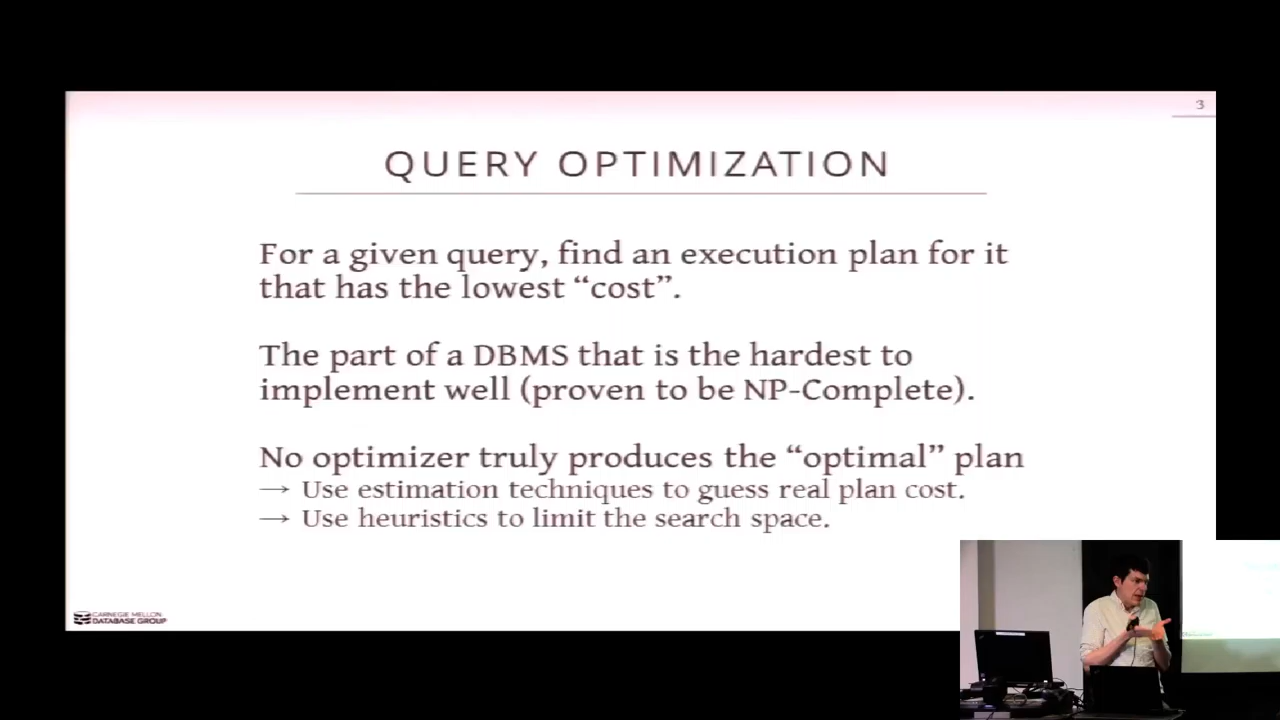 3
QUERY OPTIMIZATION
For a given query, find an execution plan for it
that has the lowest “cost”.
The part of a DBMS that is the hardest to
implement well (proven to be NP-Complete).
No optimizer truly produces the “optimal” plan
→ Use estimation techniques to guess real plan cost.
→ Use heuristics to limit the search space.
CARNEGIE MELLON
DATABASE GROUP